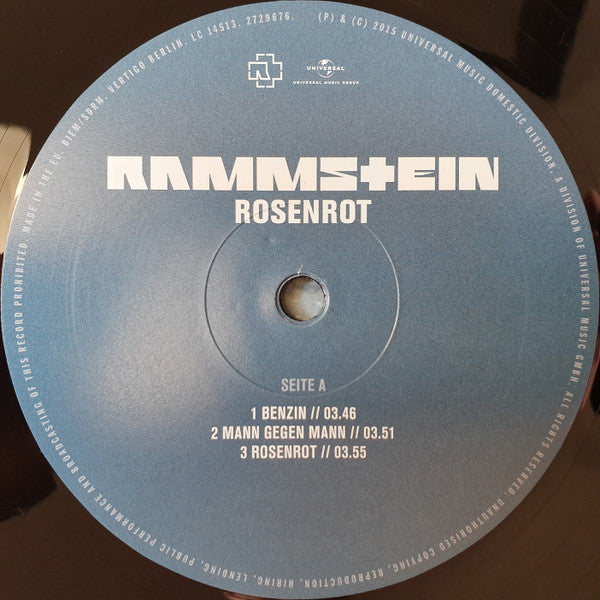 UNIVERSAL
UNIVERSAL MUSIC GROUP
RAMMSTEIN
ROSENROT
SEITE A
1 BENZIN // 03.46
2 MANN GEGEN MANN // 03.51
3 ROSENROT // 03.55
(P) & (C) 2015 UNIVERSAL MUSIC DOMESTIC DIVISION, A DIVISION OF UNIVERSAL MUSIC GMBH. ALL RIGHTS RESERVED. UNAUTHORISED COPYING, REPRODUCTION, HIRING, LENDING, PUBLIC PERFORMANCE AND BROADCASTING OF THIS RECORD PROHIBITED. MADE IN THE EU. BIEM/SDRM. VERTIGO BERLIN. LC 14513. 2729676.